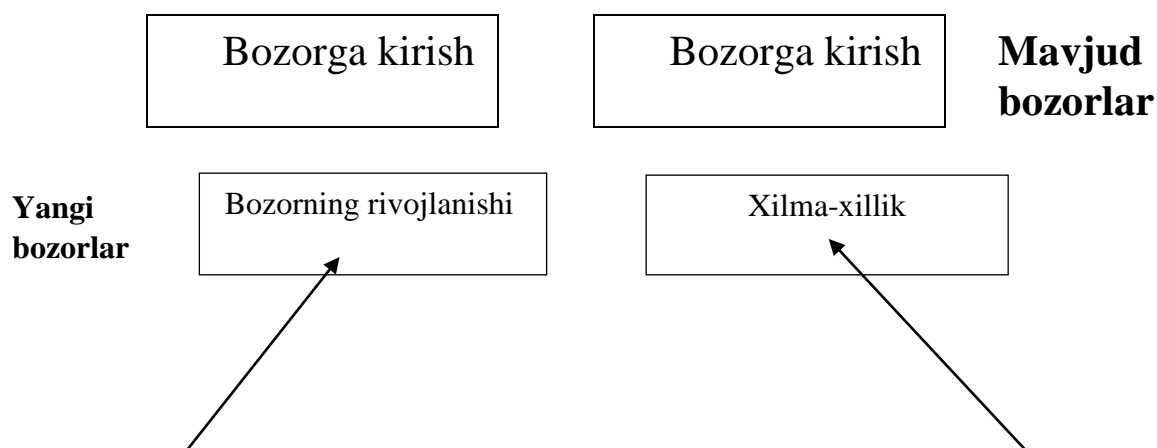 Bozorga kirish
Bozorga kirish
Mavjud
bozorlar
Yangi
bozorlar
Bozorning rivojlanishi
Xilma-xillik